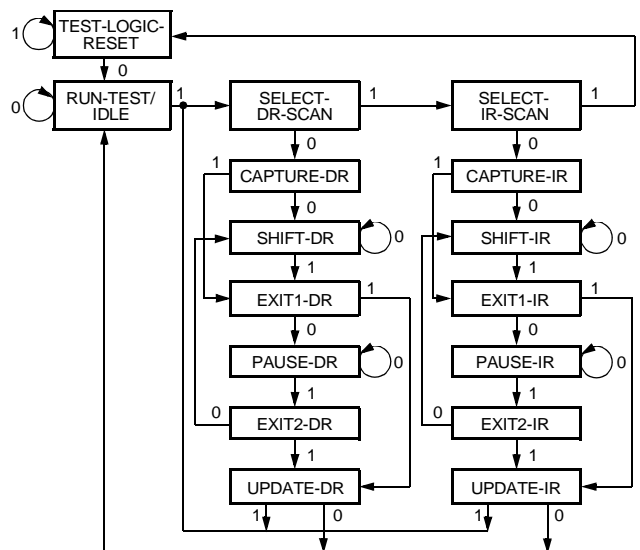 TEST-LOGIC-
RESET
1
0
RUN-TEST/
IDLE
0
1
SELECT-
DR-SCAN
1
SELECT-
IR-SCAN
1
0
0
1
CAPTURE-DR
1
CAPTURE-IR
0
0
SHIFT-DR
0
SHIFT-IR
0
1
1
EXIT1-DR
1
EXIT1-IR
1
0
0
PAUSE-DR
0
PAUSE-IR
0
1
1
0
EXIT2-DR
0
EXIT2-IR
1
1
UPDATE-DR
UPDATE-IR
1
0
1
0